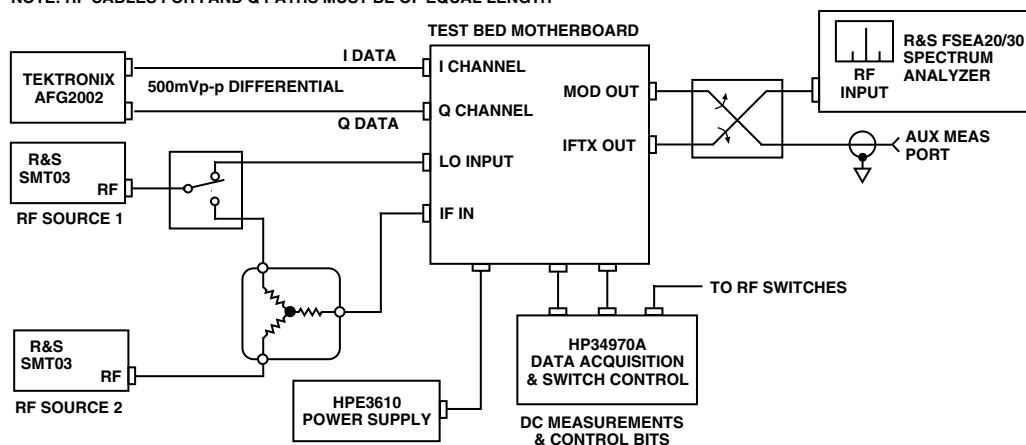 NOTE: RF CABLES FOR I AND Q PATHS MUST BE OF EQUAL LENGTH
TEKTRONIX
AFG2002
I DATA
500mVp-p DIFFERENTIAL
Q DATA
TEST BED MOTHERBOARD
I CHANNEL
Q CHANNEL
LO INPUT
IF IN
MOD OUT
IFTX OUT
RF
INPUT
R&S FSEA20/30
SPECTRUM
ANALYZER
AUX MEAS
PORT
R&S
SMT03
RF
RF SOURCE 1
R&S
SMT03
RF
RF SOURCE 2
HPE3610
POWER SUPPLY
TO RF SWITCHES
HP34970A
DATA ACQUISITION
& SWITCH CONTROL
DC MEASUREMENTS
& CONTROL BITS